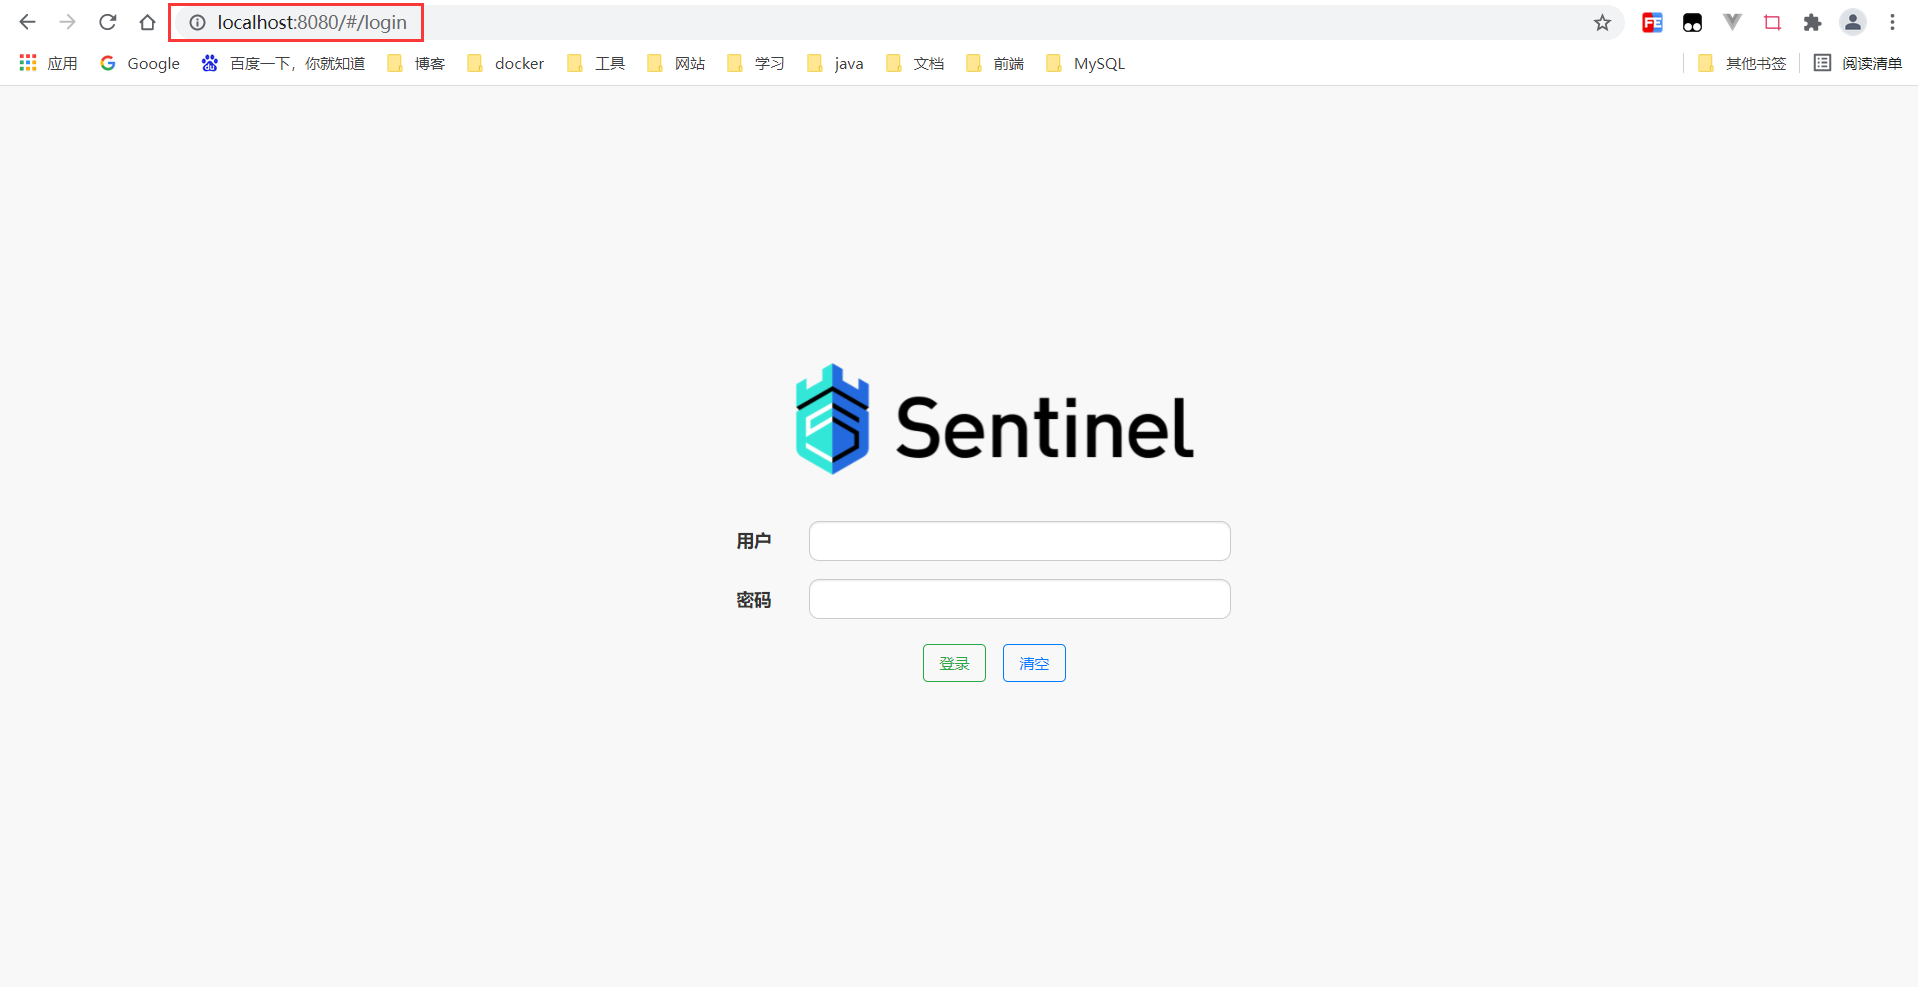 localhost:8080/#/login
应用 Google 百度一下，你就知道 博客 docker 工具 网站 学习 java 文档 前端 MySQL 其他书签 阅读清单
Sentinel
用户
密码
登录 清空